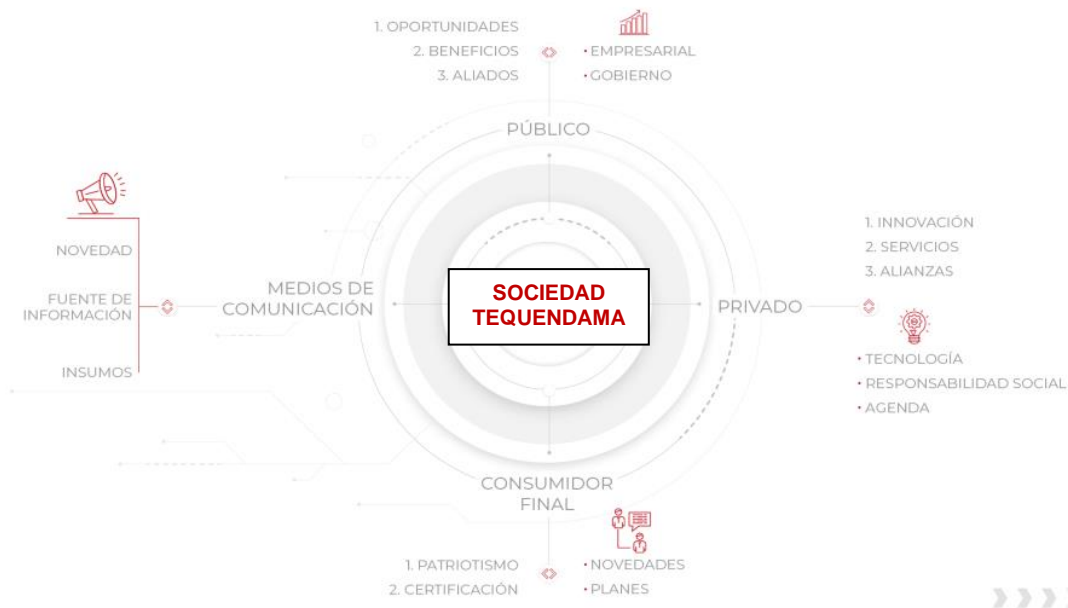 1. OPORTUNIDADES
2. BENEFICIOS
3. ALIADOS
• EMPRESARIAL
• GOBIERNO
PÚBLICO
NOVEDAD
FUENTE DE
INFORMACIÓN
INSUMOS
MEDIOS DE
COMUNICACIÓN
SOCIEDAD
TEQUENDAMA
PRIVADO
1. INNOVACIÓN
2. SERVICIOS
3. ALIANZAS
• TECNOLOGÍA
• RESPONSABILIDAD SOCIAL
• AGENDA
CONSUMIDOR
FINAL
1. PATRIOTISMO
2. CERTIFICACIÓN
• NOVEDADES
• PLANES